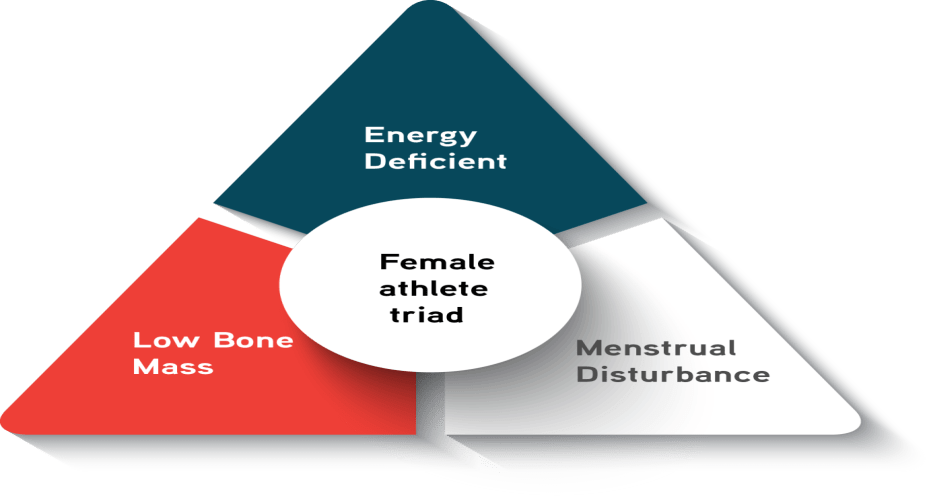 Energy
Deficient
Female
athlete
triad
Low Bone
Mass
Menstrual
Disturbance